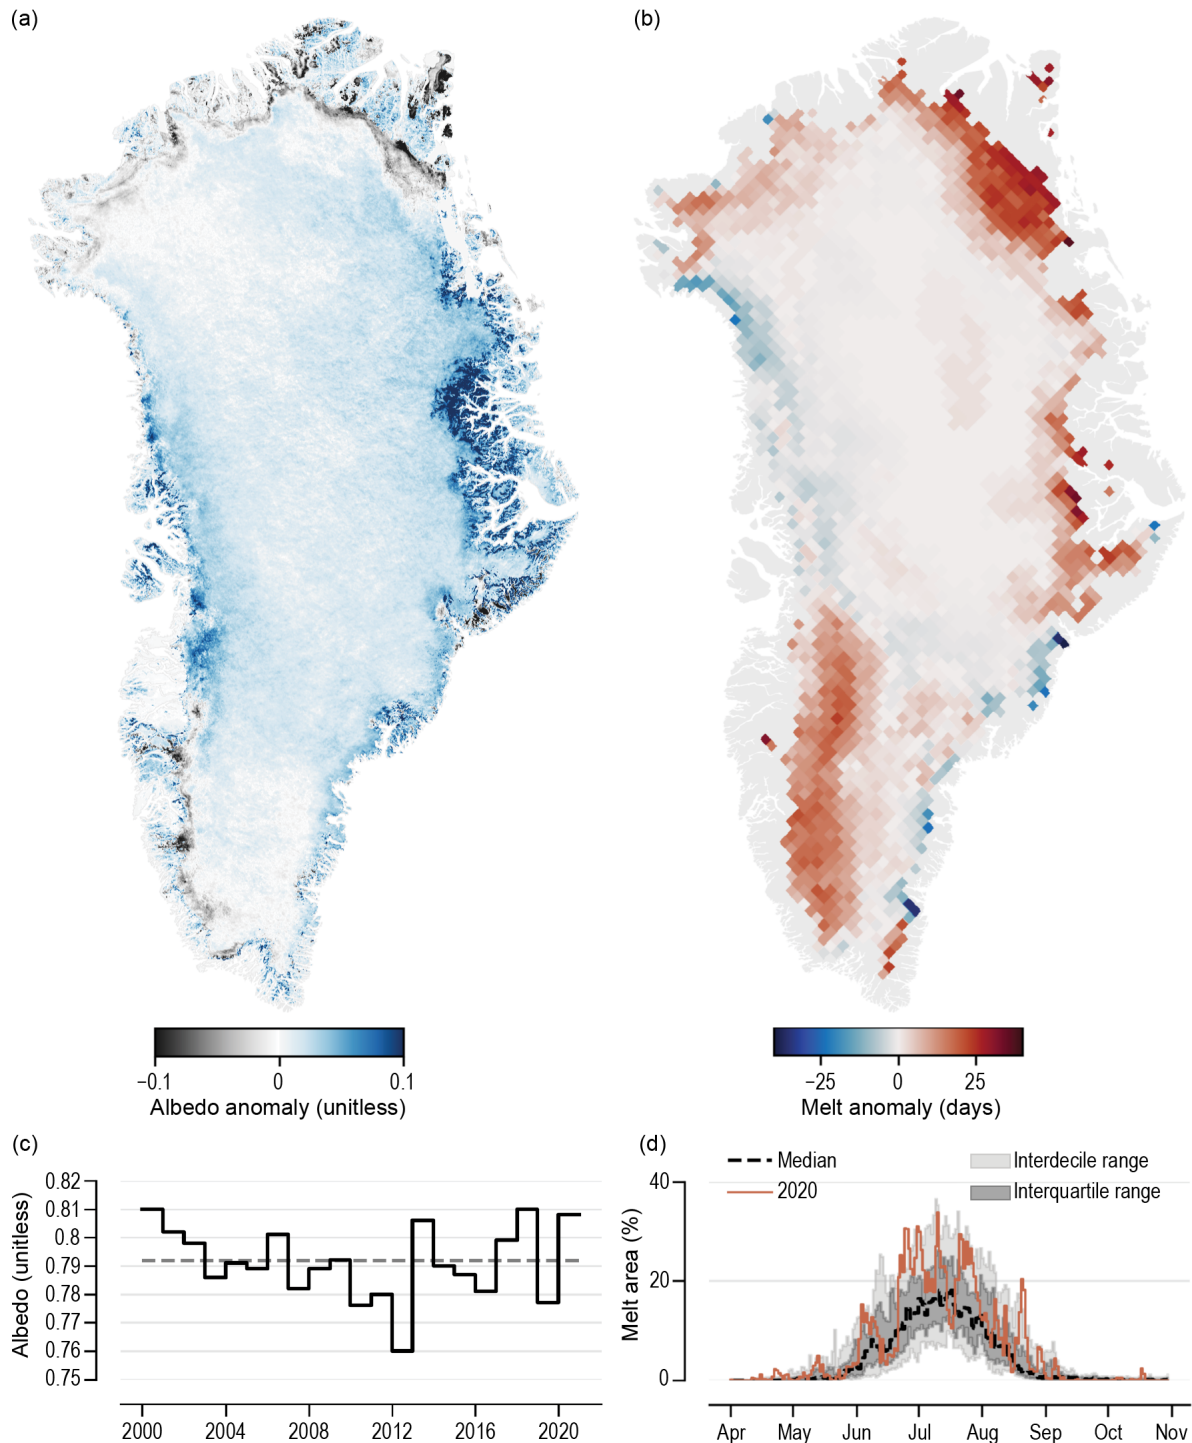 (a)
(b)
−0.1 0 0.1
Albedo anomaly (unitless)
−25 0 25
Melt anomaly (days)
(c)
0.82
0.81
0.8
0.79
0.78
0.77
0.76
0.75
Albedo (unitless)
2000 2004 2008 2012 2016 2020
(d)
Median
2020
Interdecile range
Interquartile range
40
20
0
Melt area (%)
Apr May Jun Jul Aug Sep Oct Nov